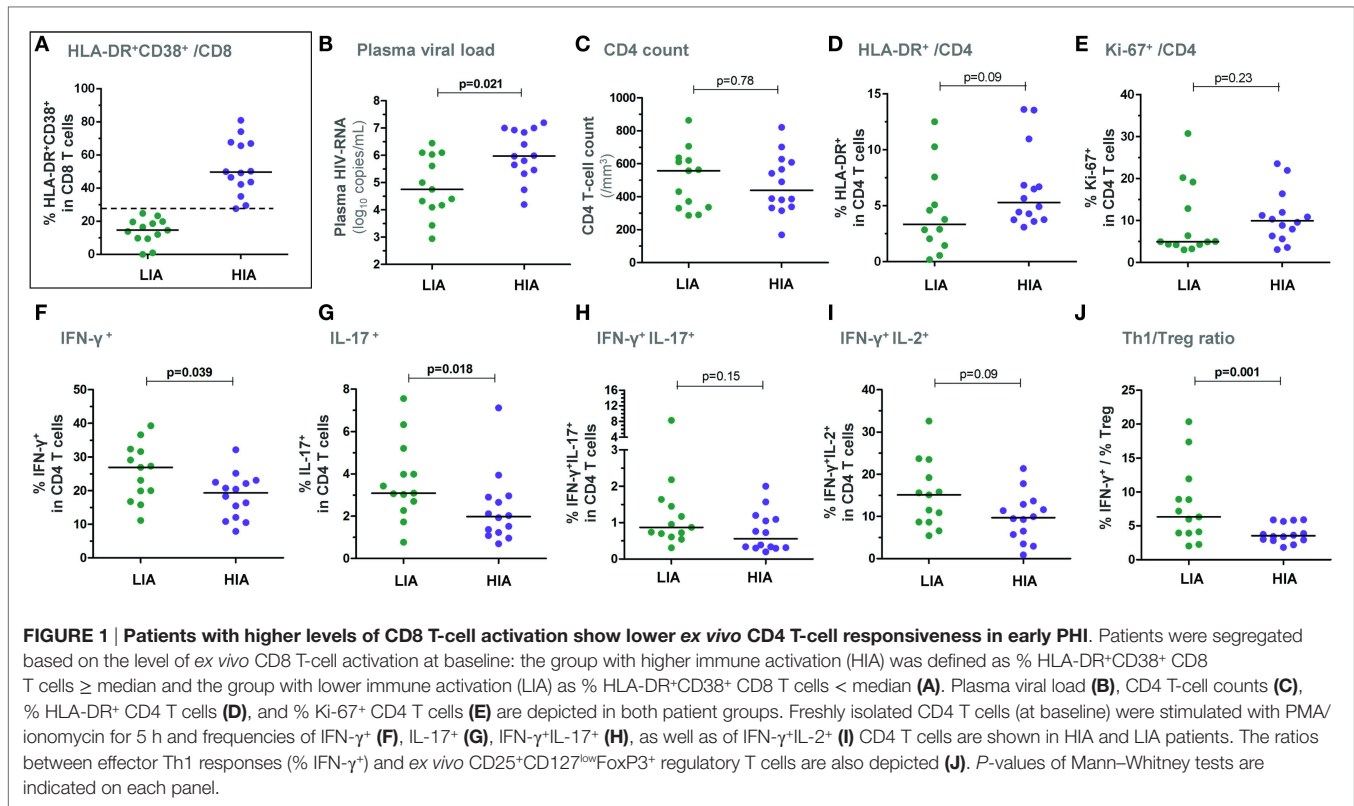 A HLA-DR⁺CD38⁺ /CD8
% HLA-DR⁺CD38⁺
in CD8 T cells
100
80
60
40
20
0
LIA HIA
B Plasma viral load
p=0.021
Plasma HIV-RNA
(log₁₀ copies/mL)
8
7
6
5
4
3
2
LIA HIA
C CD4 count
p=0.78
CD4 T-cell count
(/mm³)
1000
800
600
400
200
0
LIA HIA
D HLA-DR⁺ /CD4
p=0.09
% HLA-DR⁺
in CD4 T cells
15
10
5
0
LIA HIA
E Ki-67⁺ /CD4
p=0.23
% Ki-67⁺
in CD4 T cells
40
30
20
10
0
LIA HIA
F IFN-γ⁺
p=0.039
% IFN-γ⁺
in CD4 T cells
50
40
30
20
10
0
LIA HIA
G IL-17⁺
p=0.018
% IL-17⁺
in CD4 T cells
8
6
4
2
0
LIA HIA
H IFN-γ⁺ IL-17⁺
p=0.15
% IFN-γ⁺IL-17⁺
in CD4 T cells
16
14
12
10
8
6
4
3
2
1
0
LIA HIA
I IFN-γ⁺ IL-2⁺
p=0.09
% IFN-γ⁺IL-2⁺
in CD4 T cells
40
30
20
10
0
LIA HIA
J Th1/Treg ratio
p=0.001
% IFN-γ⁺ / % Treg
25
20
15
10
5
0
LIA HIA
FIGURE 1 | Patients with higher levels of CD8 T-cell activation show lower ex vivo CD4 T-cell responsiveness in early PHI. Patients were segregated
based on the level of ex vivo CD8 T-cell activation at baseline: the group with higher immune activation (HIA) was defined as % HLA-DR⁺CD38⁺ CD8
T cells ≥ median and the group with lower immune activation (LIA) as % HLA-DR⁺CD38⁺ CD8 T cells < median (A). Plasma viral load (B), CD4 T-cell counts (C),
% HLA-DR⁺ CD4 T cells (D), and % Ki-67⁺ CD4 T cells (E) are depicted in both patient groups. Freshly isolated CD4 T cells (at baseline) were stimulated with PMA/
ionomycin for 5 h and frequencies of IFN-γ⁺ (F), IL-17⁺ (G), IFN-γ⁺IL-17⁺ (H), as well as of IFN-γ⁺IL-2⁺ (I) CD4 T cells are shown in HIA and LIA patients. The ratios
between effector Th1 responses (% IFN-γ⁺) and ex vivo CD25⁺CD127ˡᵒʷFoxP3⁺ regulatory T cells are also depicted (J). P-values of Mann–Whitney tests are
indicated on each panel.